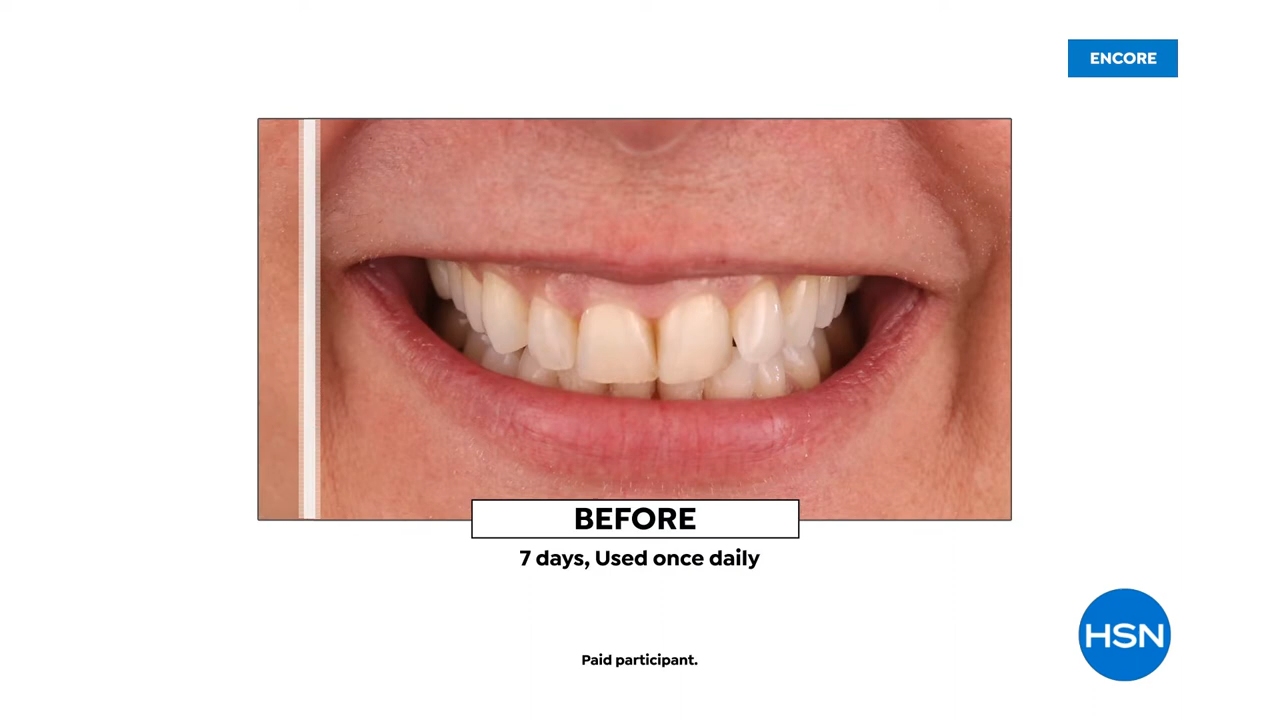 ENCORE
BEFORE
7 days, Used once daily
HSN
Paid participant.